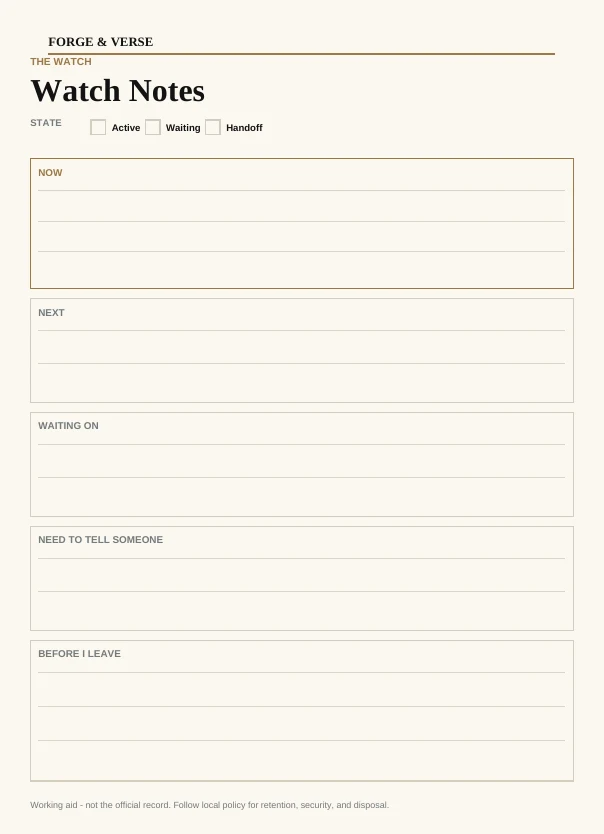 FORGE & VERSE
THE WATCH
Watch Notes
STATE Active Waiting Handoff
NOW
NEXT
WAITING ON
NEED TO TELL SOMEONE
BEFORE I LEAVE
Working aid - not the official record. Follow local policy for retention, security, and disposal.